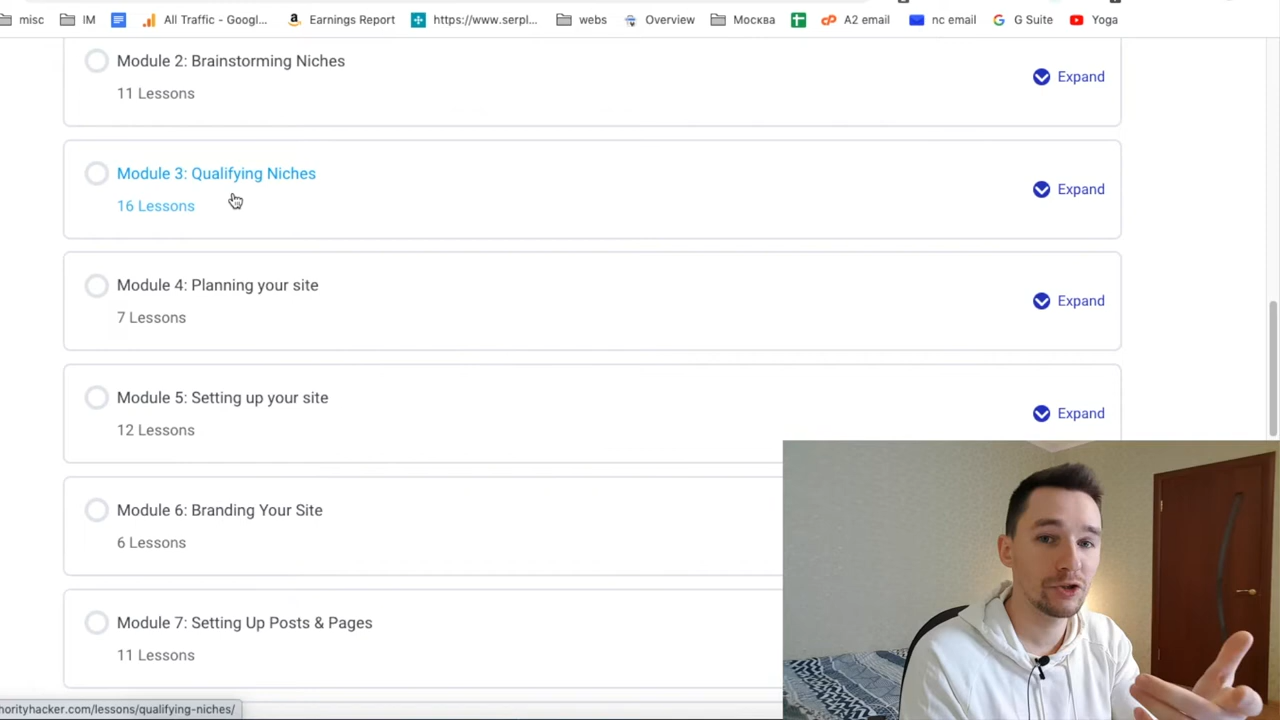 misc
IM
All Traffic - Googl...
Earnings Report
https://www.serpl...
webs
Overview
Москва
A2 email
nc email
G Suite
Yoga
Module 2: Brainstorming Niches
11 Lessons
Expand
Module 3: Qualifying Niches
16 Lessons
Expand
Module 4: Planning your site
7 Lessons
Expand
Module 5: Setting up your site
12 Lessons
Expand
Module 6: Branding Your Site
6 Lessons
Module 7: Setting Up Posts & Pages
11 Lessons
horityhacker.com/lessons/qualifying-niches/